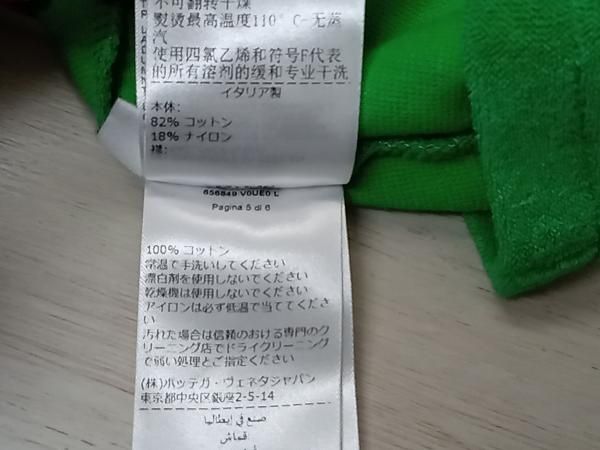 不可翻转干燥
熨烫最高温度110° C-无蒸
汽
使用四氯乙烯和符号F代表
的所有溶剂的缓和专业干洗
イタリア製
本体:
82% コットン
18% ナイロン
襟:
656849 V0UE0 L
Pagina 5 di 6
100% コットン
常温で手洗いしてください
漂白剤を使用しないでください
乾燥機は使用しないでください
アイロンは必ず低温で当ててくださ
い
汚れた場合は信頼のおける専門のク
リーニング店でドライクリーニング
で弱い処理とご指定ください
(株)ボッテガ・ヴェネタジャパン
東京都中央区銀座2-5-14
صنع في إيطاليا
قماش